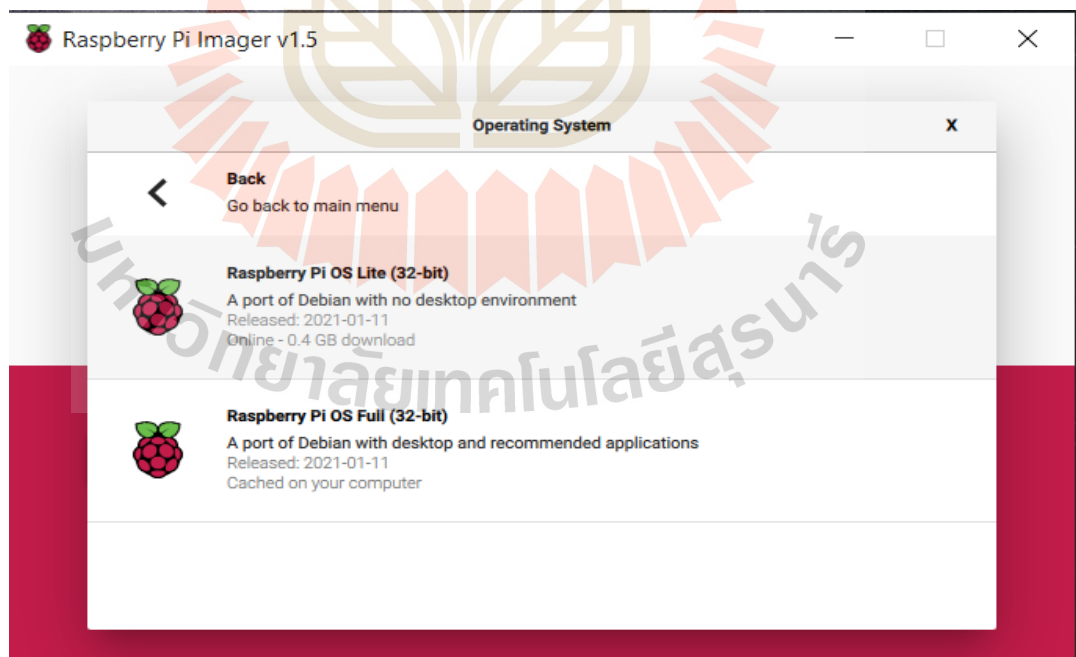 Raspberry Pi Imager v1.5
Operating System
X
Back
Go back to main menu
Raspberry Pi OS Lite (32-bit)
A port of Debian with no desktop environment
Released: 2021-01-11
Online - 0.4 GB download
Raspberry Pi OS Full (32-bit)
A port of Debian with desktop and recommended applications
Released: 2021-01-11
Cached on your computer
มหาวิทยาลัยเทคโนโลยีสุรนารี